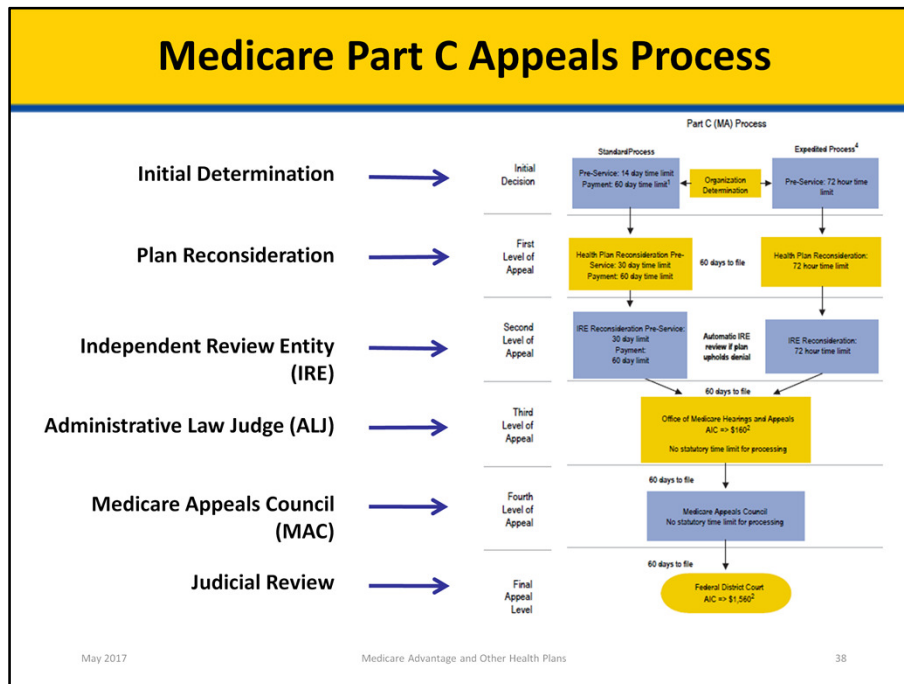 Medicare Part C Appeals Process
Part C (MA) Process
Standard Process
Expedited Process4
Initial Determination
Initial
Decision
Pre-Service: 14 day time limit
Payment: 60 day time limit1
Organization
Determination
Pre-Service: 72 hour time
limit
Plan Reconsideration
First
Level of
Appeal
Health Plan Reconsideration Pre-
Service: 30 day time limit
Payment: 60 day time limit
60 days to file
Health Plan Reconsideration:
72 hour time limit
Independent Review Entity
(IRE)
Second
Level of
Appeal
IRE Reconsideration Pre-Service:
30 day limit
Payment:
60 day limit
Automatic IRE
review if plan
upholds denial
IRE Reconsideration:
72 hour time limit
60 days to file
Administrative Law Judge (ALJ)
Third
Level of
Appeal
Office of Medicare Hearings and Appeals
AIC => $160²
No statutory time limit for processing
60 days to file
Medicare Appeals Council
(MAC)
Fourth
Level of
Appeal
Medicare Appeals Council
No statutory time limit for processing
60 days to file
Judicial Review
Final
Appeal
Level
Federal District Court
AIC => $1,560²
May 2017
Medicare Advantage and Other Health Plans
38